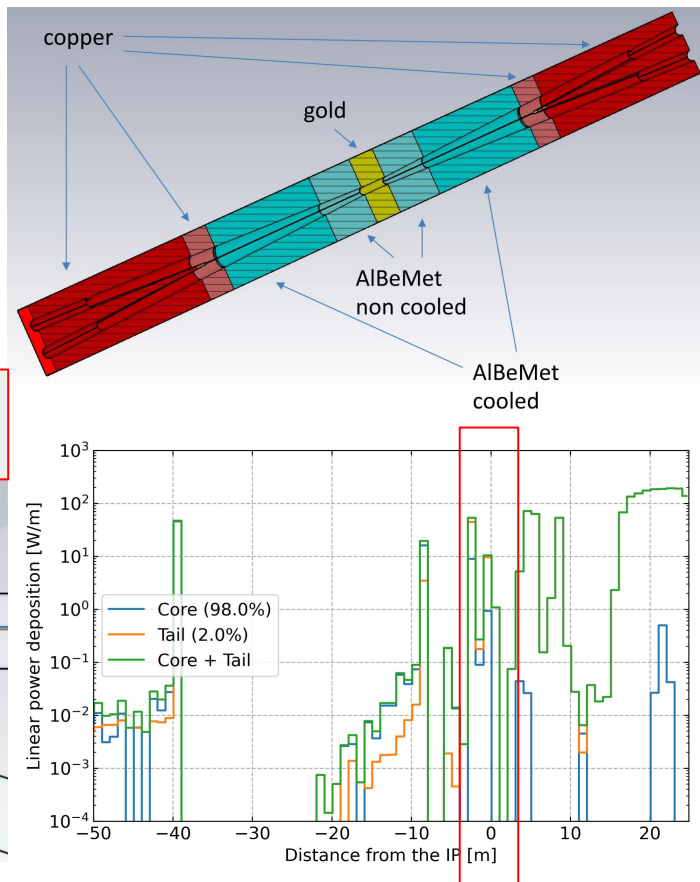 copper
gold
AlBeMet
non cooled
AlBeMet
cooled
10³
10²
10¹
10⁰
10⁻¹
10⁻²
10⁻³
10⁻⁴
Linear power deposition [W/m]
Core (98.0%)
Tail (2.0%)
Core + Tail
−50 −40 −30 −20 −10 0 10 20
Distance from the IP [m]